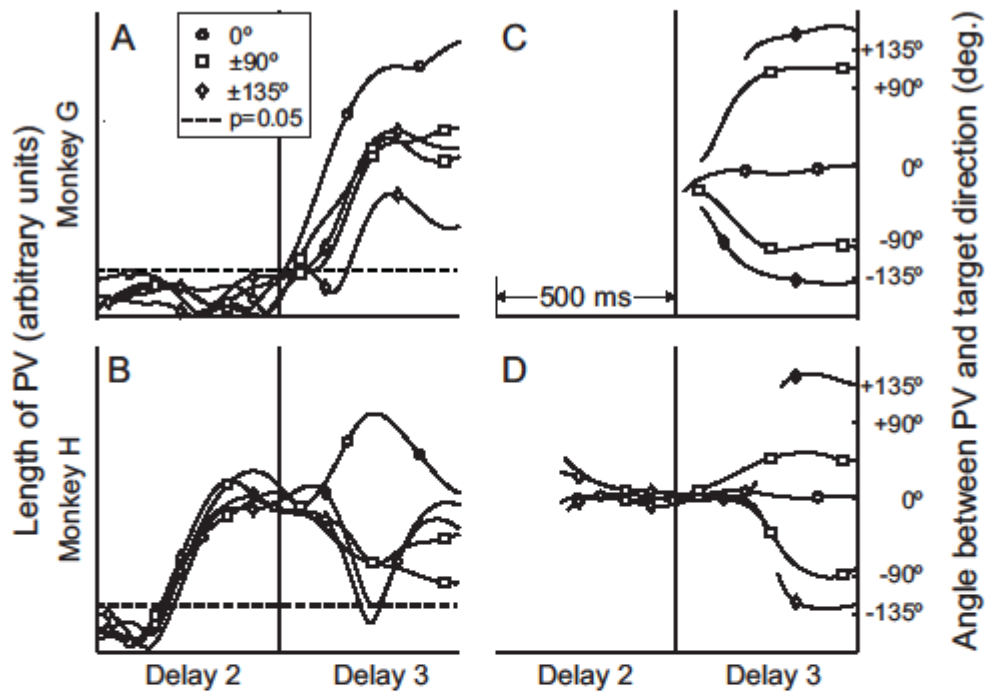 A
0º
±90º
±135º
p=0.05
C
+135º
+90º
0º
-90º
-135º
500 ms
B
D
+135º
+90º
0º
-90º
-135º
Delay 2
Delay 3
Delay 2
Delay 3
Length of PV (arbitrary units)
Monkey G
Monkey H
Angle between PV and target direction (deg.)